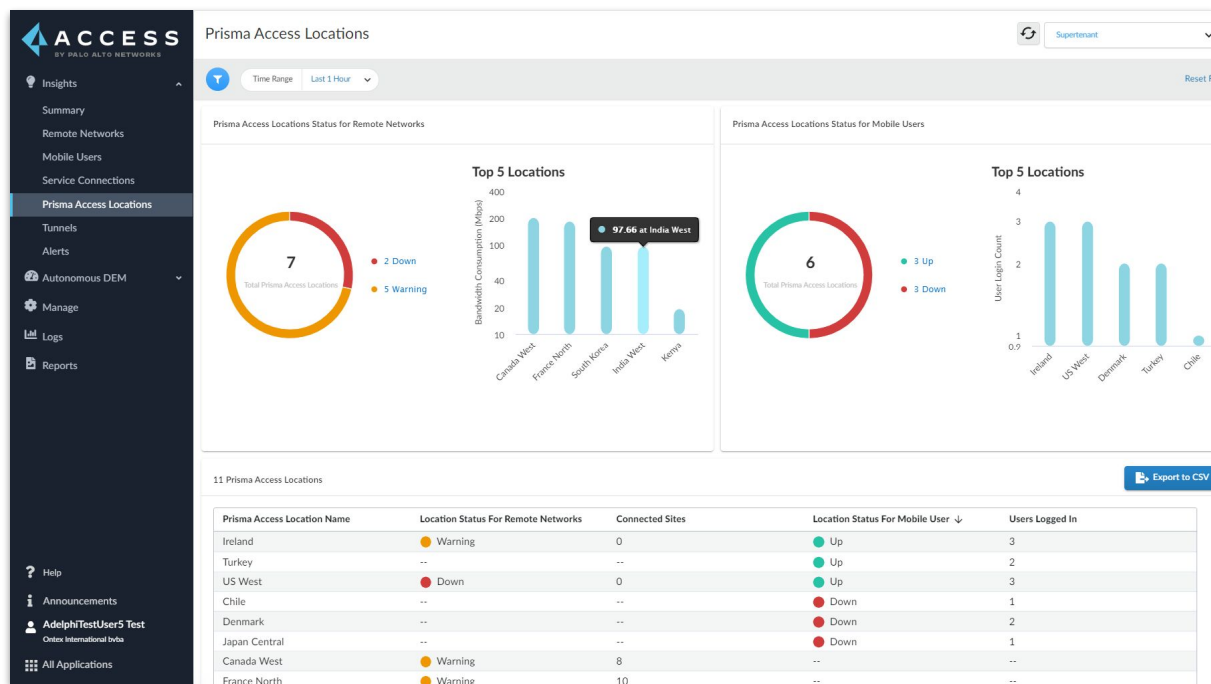 ACCESS
BY PALO ALTO NETWORKS
Insights
Summary
Remote Networks
Mobile Users
Service Connections
Prisma Access Locations
Tunnels
Alerts
Autonomous DEM
Manage
Logs
Reports
Help
Announcements
AdelphiTestUser5 Test
Ontex International bvba
All Applications
Prisma Access Locations
Supertenant
Time Range Last 1 Hour
Reset F
Prisma Access Locations Status for Remote Networks
7
Total Prisma Access Locations
2 Down
5 Warning
Top 5 Locations
Bandwidth Consumption (Mbps)
400
200
100
40
20
10
97.66 at India West
Canada West
France North
South Korea
India West
Kenya
Prisma Access Locations Status for Mobile Users
6
Total Prisma Access Locations
3 Up
3 Down
Top 5 Locations
User Login Count
4
3
2
1
0.9
Ireland
US West
Denmark
Turkey
Chile
11 Prisma Access Locations
Export to CSV
Prisma Access Location Name Location Status For Remote Networks Connected Sites Location Status For Mobile User ↓ Users Logged In
Ireland Warning 0 Up 3
Turkey -- -- Up 2
US West Down 0 Up 3
Chile -- -- Down 1
Denmark -- -- Down 2
Japan Central -- -- Down 1
Canada West Warning 8 -- --
France North Warning 10 -- --